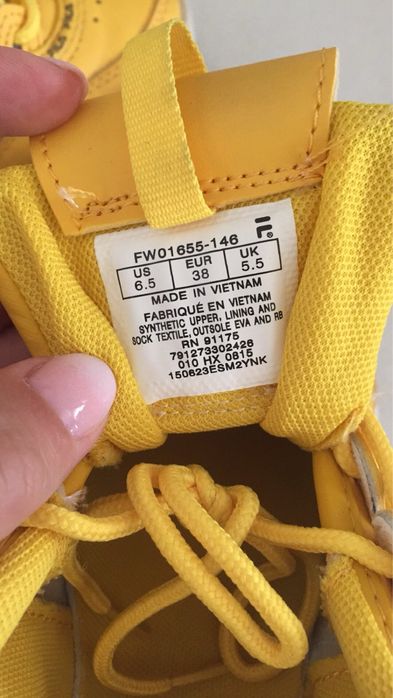 FW01655-146
US EUR UK
6.5 38 5.5
MADE IN VIETNAM
FABRIQUÉ EN VIETNAM
SYNTHETIC UPPER, LINING AND
SOCK TEXTILE, OUTSOLE EVA AND RB
RN 91175
791273302426
010 HX 0815
150623ESM2YNK